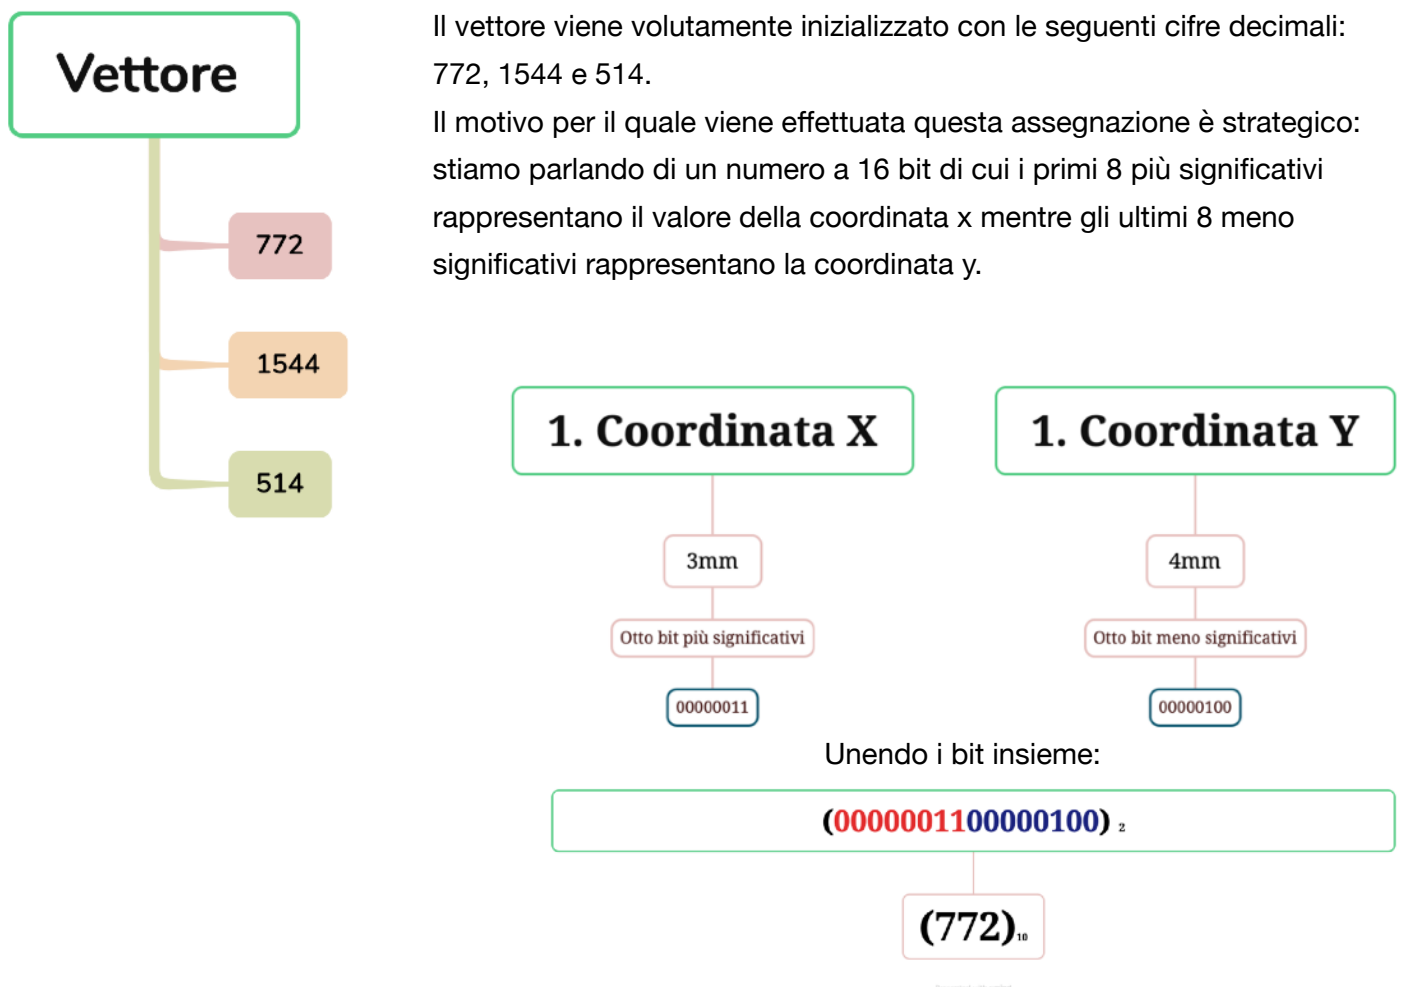 Vettore
772
1544
514
Il vettore viene volutamente inizializzato con le seguenti cifre decimali:
772, 1544 e 514.
Il motivo per il quale viene effettuata questa assegnazione è strategico:
stiamo parlando di un numero a 16 bit di cui i primi 8 più significativi
rappresentano il valore della coordinata x mentre gli ultimi 8 meno
significativi rappresentano la coordinata y.
1. Coordinata X
3mm
Otto bit più significativi
00000011
1. Coordinata Y
4mm
Otto bit meno significativi
00000100
Unendo i bit insieme:
(0000001100000100) 2
(772)10